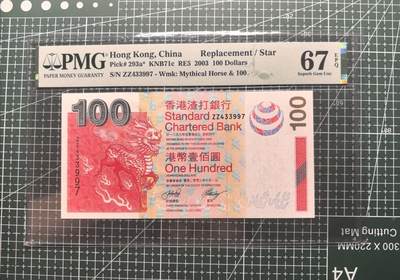 PMG
PAPER MONEY GUARANTY
Hong Kong, China Replacement / Star
Pick# 293a* KNB71c RE5 2003 100 Dollars
S/N ZZ433997 - Wmk: Mythical Horse & 100
67 EPQ
Superb Gem Unc
100
香港渣打銀行
Standard
Chartered Bank
ZZ433997
100
港幣壹佰圓
One Hundred
ZZ433997
Cutting Mat
300 X 220MM
A4